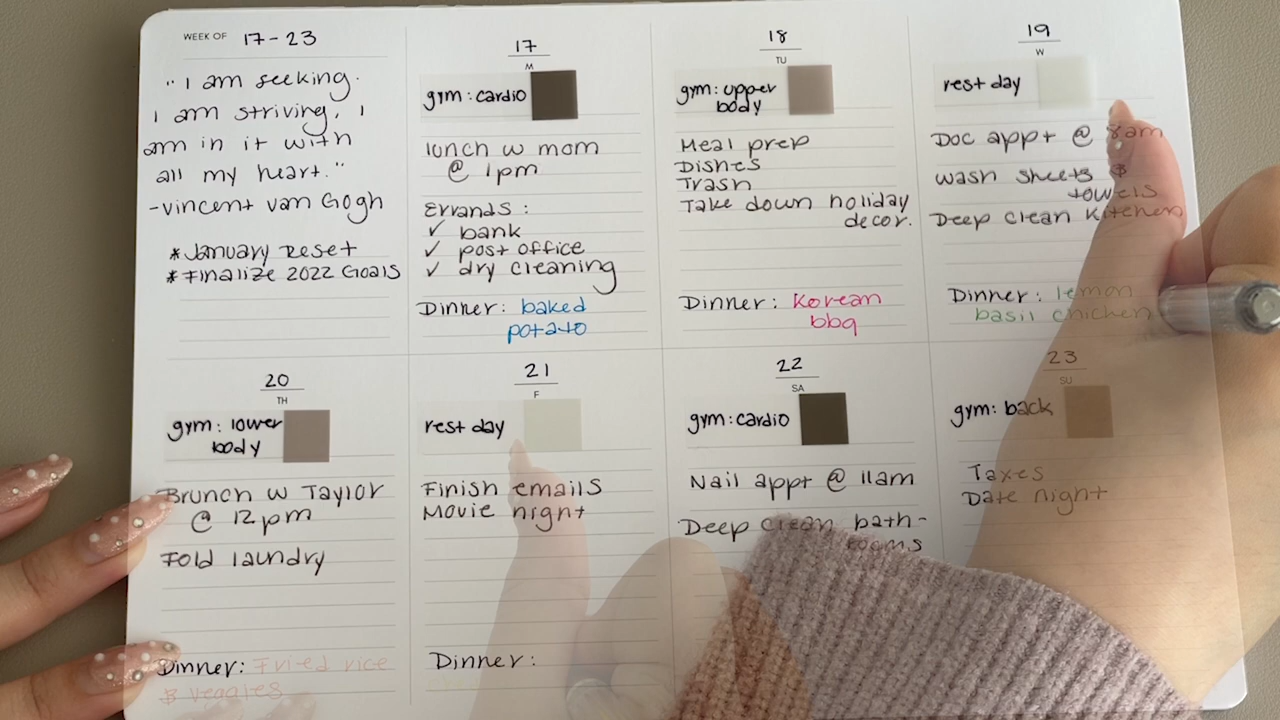 WEEK OF 17-23
"I am seeking.
I am striving, I
am in it with
all my heart."
-vincent van Gogh
*January reset
*Finalize 2022 Goals
17
M
gym: cardio
lunch w mom
@ 1pm
Errands:
✓ bank
✓ post office
✓ dry cleaning
Dinner: baked
potato
18
TU
gym: upper
body
Meal prep
Dishes
Trash
Take down holiday
decor.
Dinner: Korean
bbq
19
W
rest day
Doc appt @ 8am
wash sheets &
towels
Deep clean kitchen
Dinner: lemon
basil chicken
20
TH
gym: lower
body
Brunch w Taylor
@ 12pm
Fold laundry
Dinner: Fried rice
& veggies
21
F
rest day
Finish emails
Movie night
Dinner:
22
SA
gym: cardio
Nail appt @ 11am
Deep clean bath-
rooms
23
SU
gym: back
Taxes
Date night